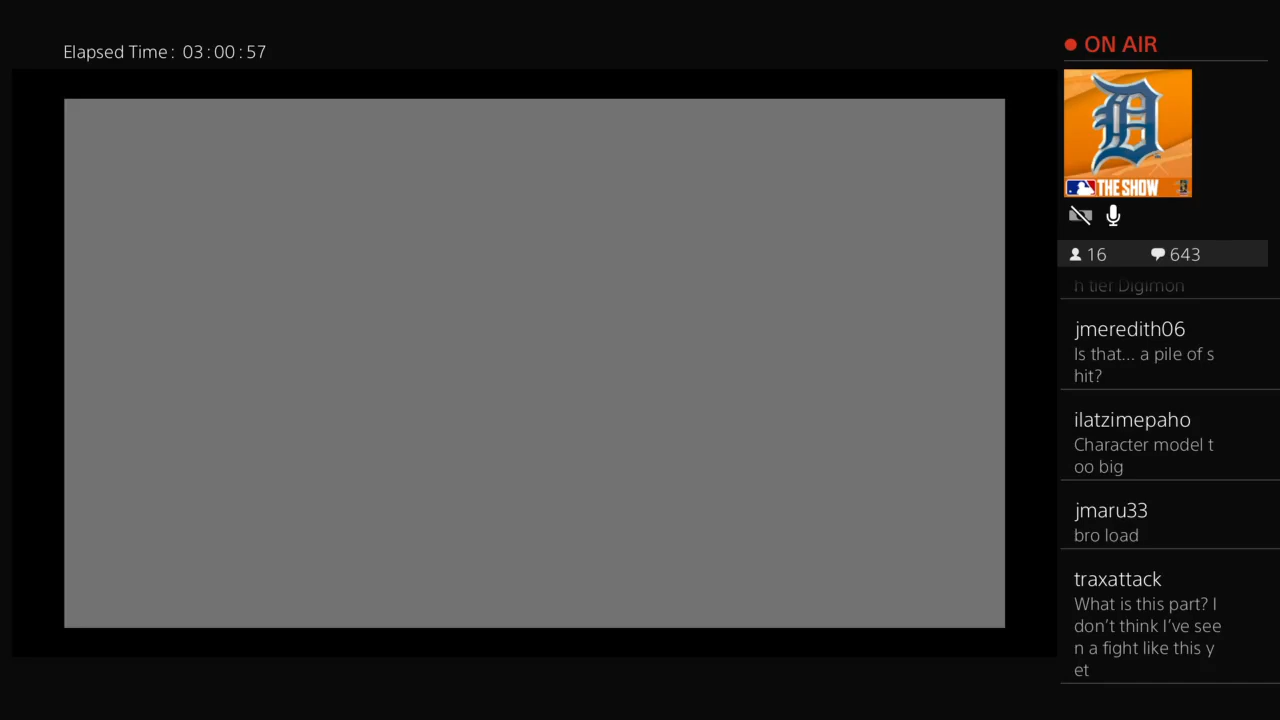 Elapsed Time: 03:00:57
ON AIR
D
THE SHOW
16 643
h tier Digimon
jmeredith06
Is that... a pile of s
hit?
ilatzimepaho
Character model t
oo big
jmaru33
bro load
traxattack
What is this part? I
don't think I've see
n a fight like this y
et